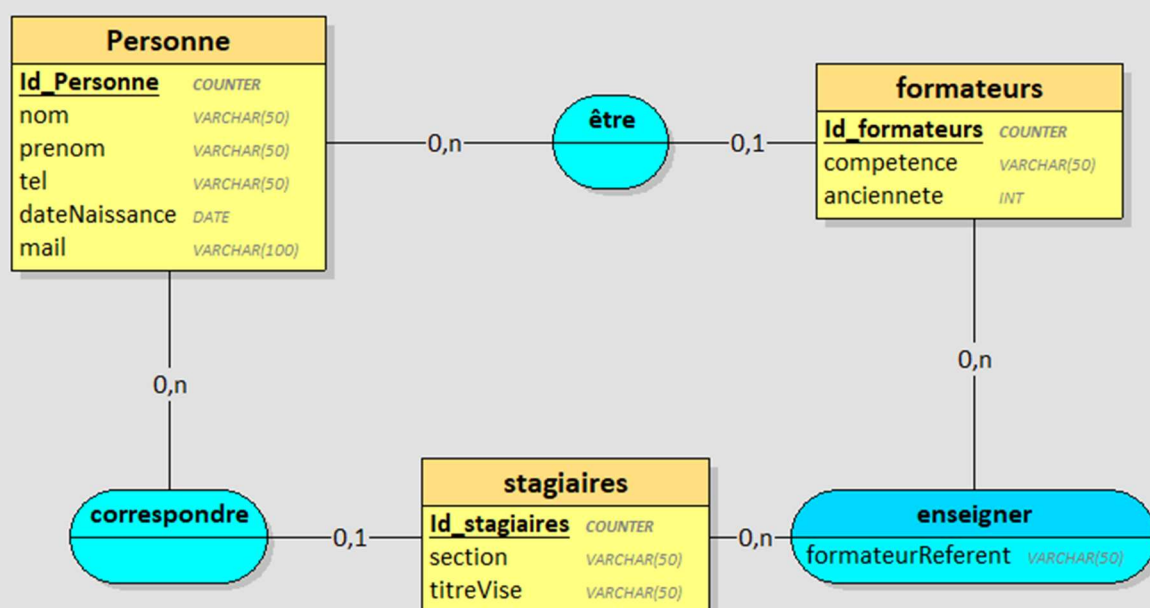 Personne
Id_Personne COUNTER
nom VARCHAR(50)
prenom VARCHAR(50)
tel VARCHAR(50)
dateNaissance DATE
mail VARCHAR(100)
0,n
être
0,1
formateurs
Id_formateurs COUNTER
competence VARCHAR(50)
anciennete INT
0,n
0,n
correspondre
0,1
stagiaires
Id_stagiaires COUNTER
section VARCHAR(50)
titreVise VARCHAR(50)
0,n
enseigner
formateurReferent VARCHAR(50)